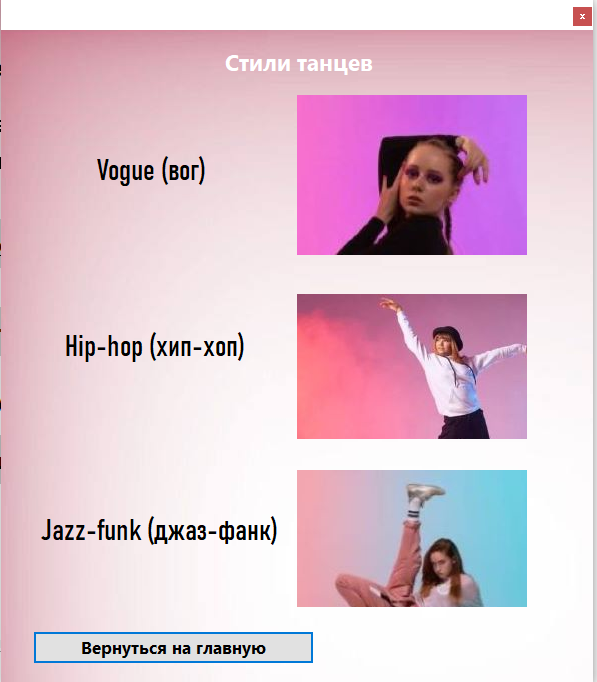 Стили танцев
Vogue (вог)
Hip-hop (хип-хоп)
Jazz-funk (джаз-фанк)
Вернуться на главную